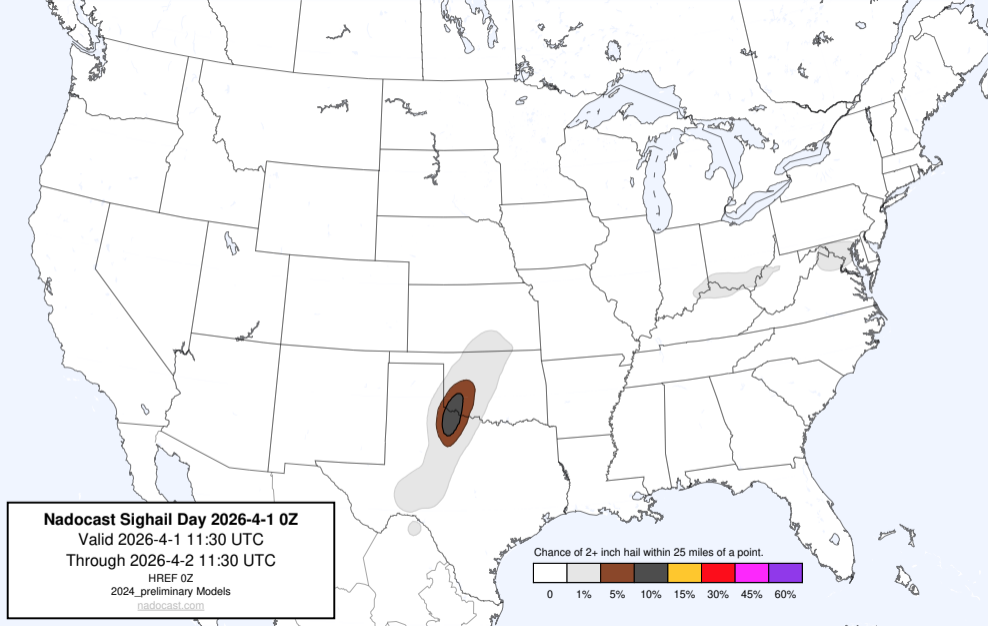 Nadocast Sighail Day 2026-4-1 0Z
Valid 2026-4-1 11:30 UTC
Through 2026-4-2 11:30 UTC
HREF 0Z
2024_preliminary Models
nadocast.com
Chance of 2+ inch hail within 25 miles of a point.
0 1% 5% 10% 15% 30% 45% 60%